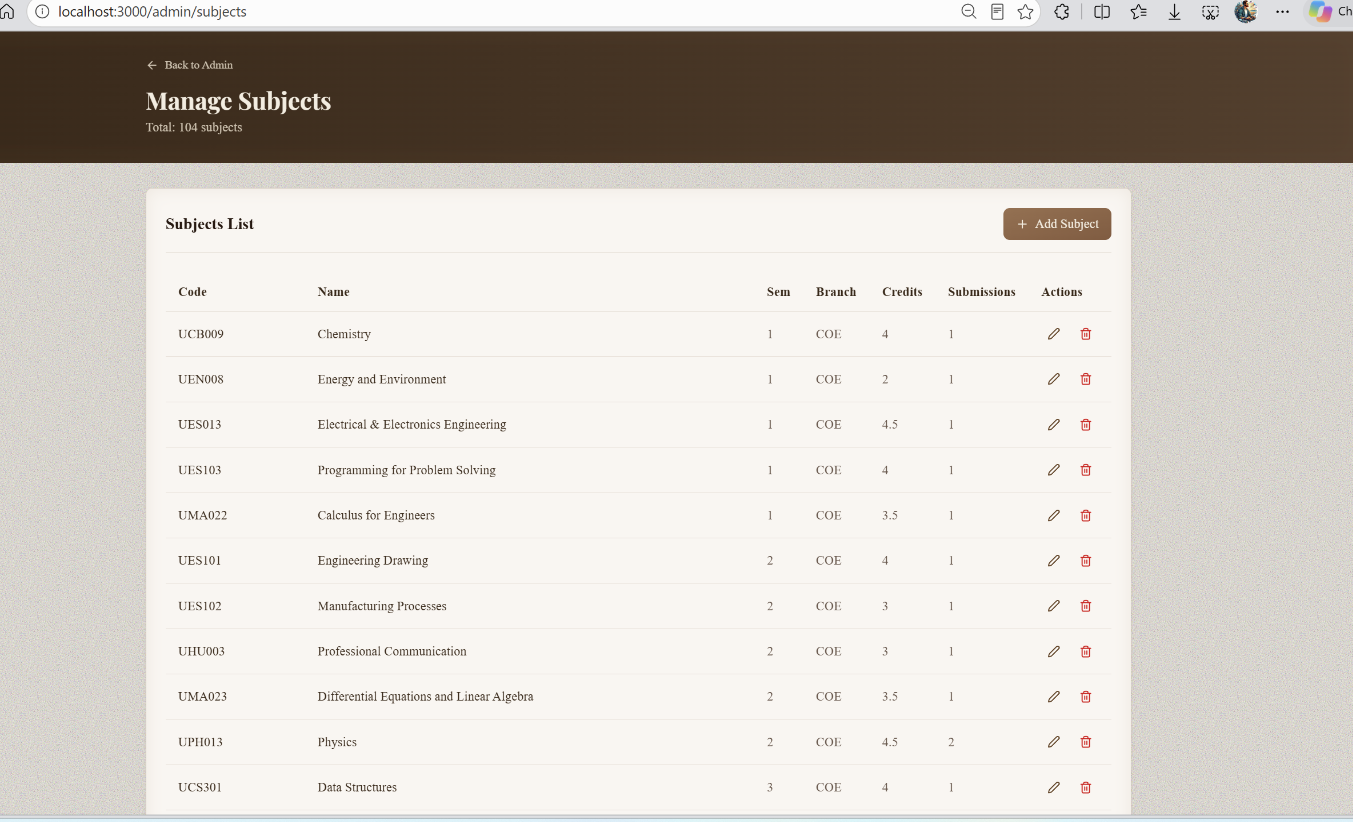 localhost:3000/admin/subjects
Ch
Back to Admin
Manage Subjects
Total: 104 subjects
Subjects List
+ Add Subject
Code Name Sem Branch Credits Submissions Actions
UCB009 Chemistry 1 COE 4 1
UEN008 Energy and Environment 1 COE 2 1
UES013 Electrical & Electronics Engineering 1 COE 4.5 1
UES103 Programming for Problem Solving 1 COE 4 1
UMA022 Calculus for Engineers 1 COE 3.5 1
UES101 Engineering Drawing 2 COE 4 1
UES102 Manufacturing Processes 2 COE 3 1
UHU003 Professional Communication 2 COE 3 1
UMA023 Differential Equations and Linear Algebra 2 COE 3.5 1
UPH013 Physics 2 COE 4.5 2
UCS301 Data Structures 3 COE 4 1